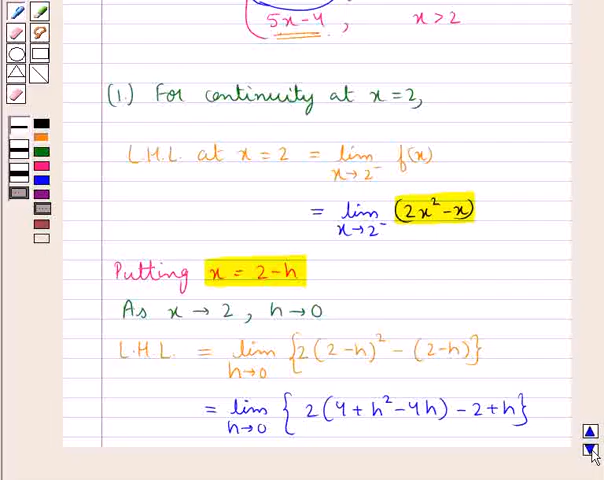 5x-4, x>2
(1.) For continuity at x=2,
L.H.L. at x=2 = lim x→2⁻ f(x)
= lim x→2⁻ (2x²-x)
Putting x = 2-h
As x→2, h→0
L.H.L. = lim h→0 {2(2-h)² - (2-h)}
= lim h→0 {2(4+h²-4h)-2+h}